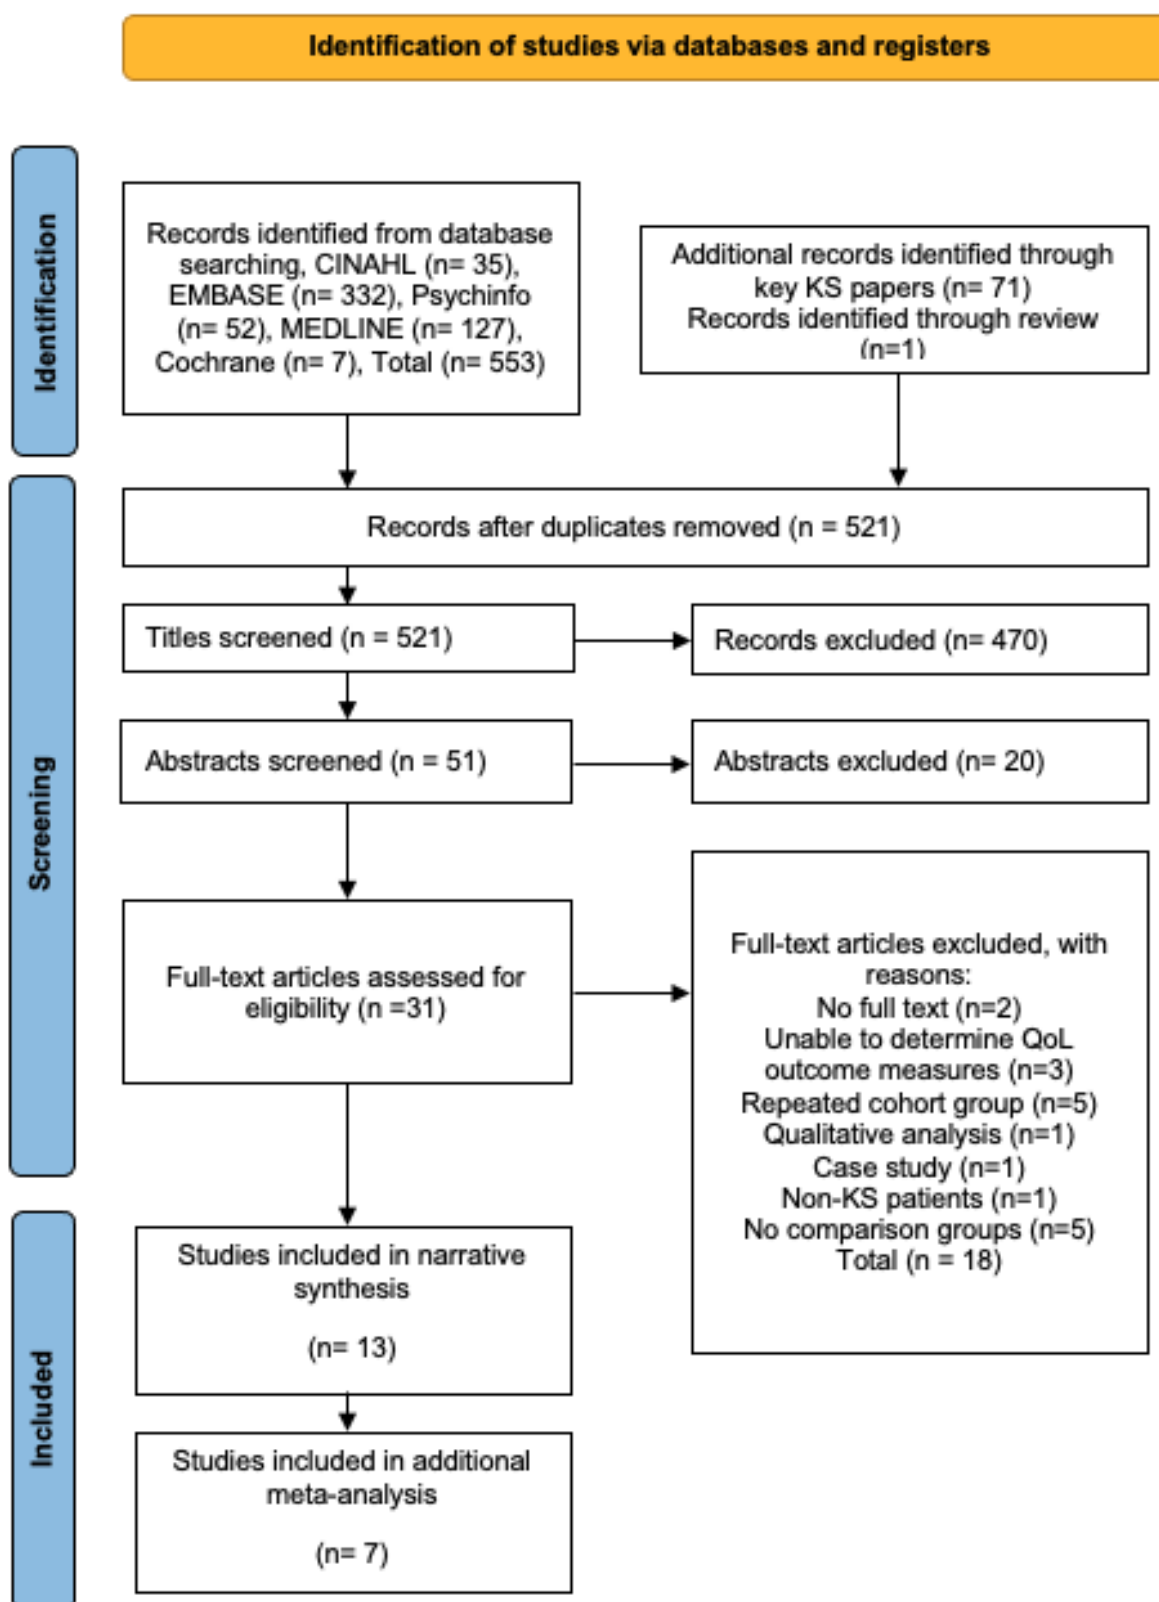 Identification of studies via databases and registers
Identification
Records identified from database
searching, CINAHL (n= 35),
EMBASE (n= 332), Psychinfo
(n= 52), MEDLINE (n= 127),
Cochrane (n= 7), Total (n= 553)
Additional records identified through
key KS papers (n= 71)
Records identified through review
(n=1)
Screening
Records after duplicates removed (n = 521)
Titles screened (n = 521)
Records excluded (n= 470)
Abstracts screened (n = 51)
Abstracts excluded (n= 20)
Full-text articles assessed for
eligibility (n =31)
Full-text articles excluded, with
reasons:
No full text (n=2)
Unable to determine QoL
outcome measures (n=3)
Repeated cohort group (n=5)
Qualitative analysis (n=1)
Case study (n=1)
Non-KS patients (n=1)
No comparison groups (n=5)
Total (n = 18)
Included
Studies included in narrative
synthesis
(n= 13)
Studies included in additional
meta-analysis
(n= 7)